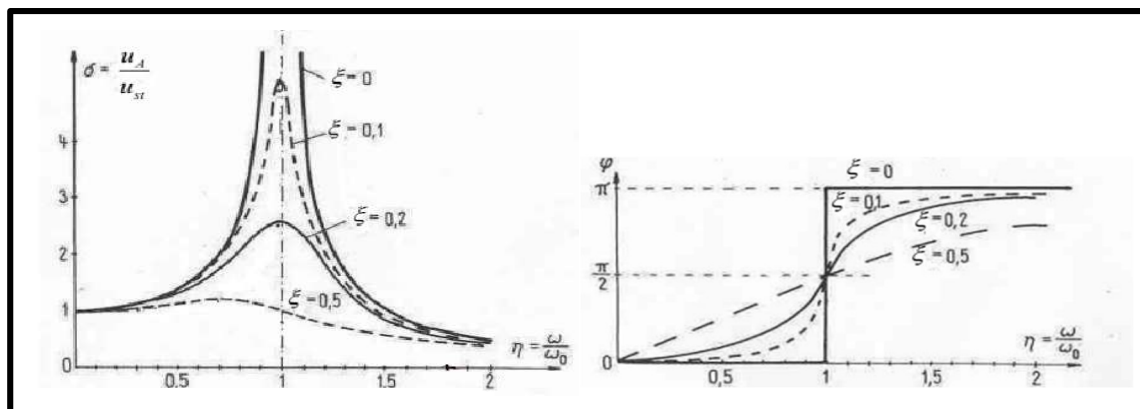 σ = u_A / u_st
ξ=0
ξ=0,1
4
3
ξ=0,2
2
ξ=0,5
1
η = ω/ω₀
0
0.5
1
1.5
2
φ
ξ=0
π
ξ=0,1
ξ=0,2
ξ=0,5
π/2
η = ω/ω₀
0
0,5
1
1,5
2